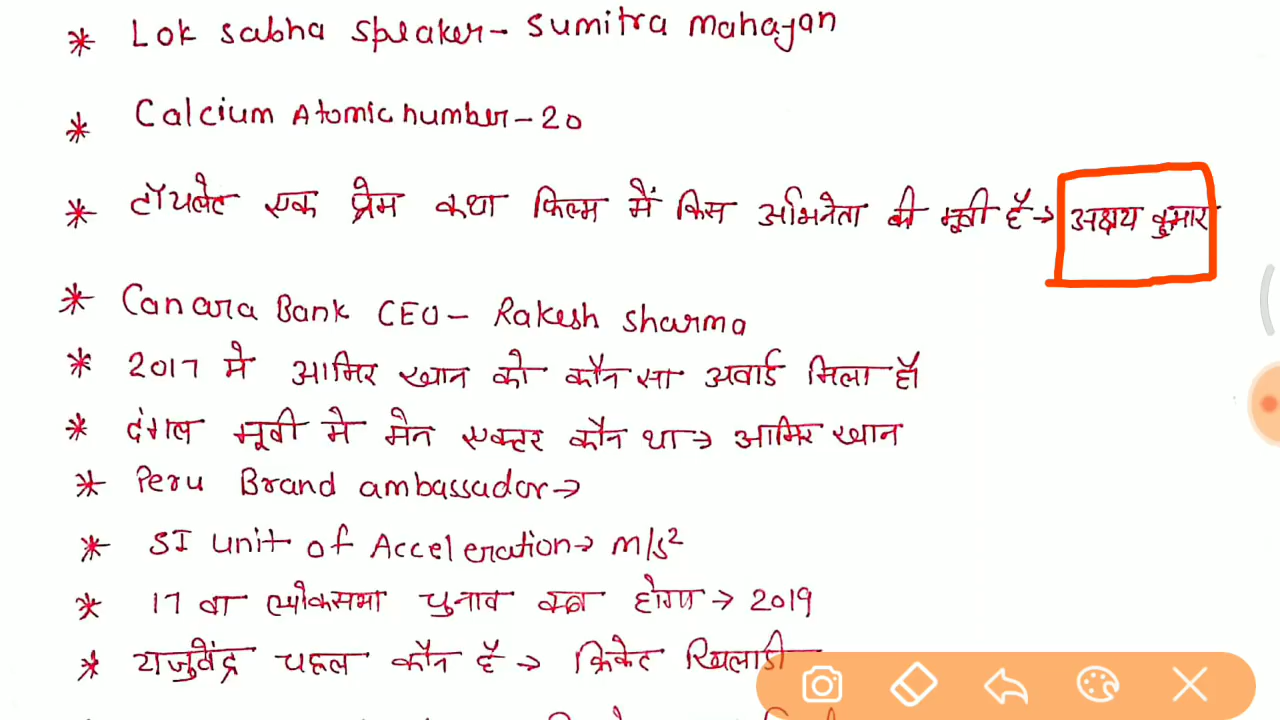 * Lok Sabha Speaker - Sumitra Mahajan
* Calcium Atomic number - 20
* टॉयलेट एक प्रेम कथा फिल्म में किस अभिनेता की मूवी है → अक्षय कुमार
* Canara Bank CEO - Rakesh Sharma
* 2017 मे आमिर खान को कौन सा अवार्ड मिला है।
* दंगल मूवी मे मैन एक्टर कौन था → आमिर खान
* Peru Brand ambassador →
* SI unit of Acceleration → m/s²
* 17 वा लोकसभा चुनाव कब होगा → 2019
* यजुवेंद्र चहल कौन है → क्रिकेट खिलाडी